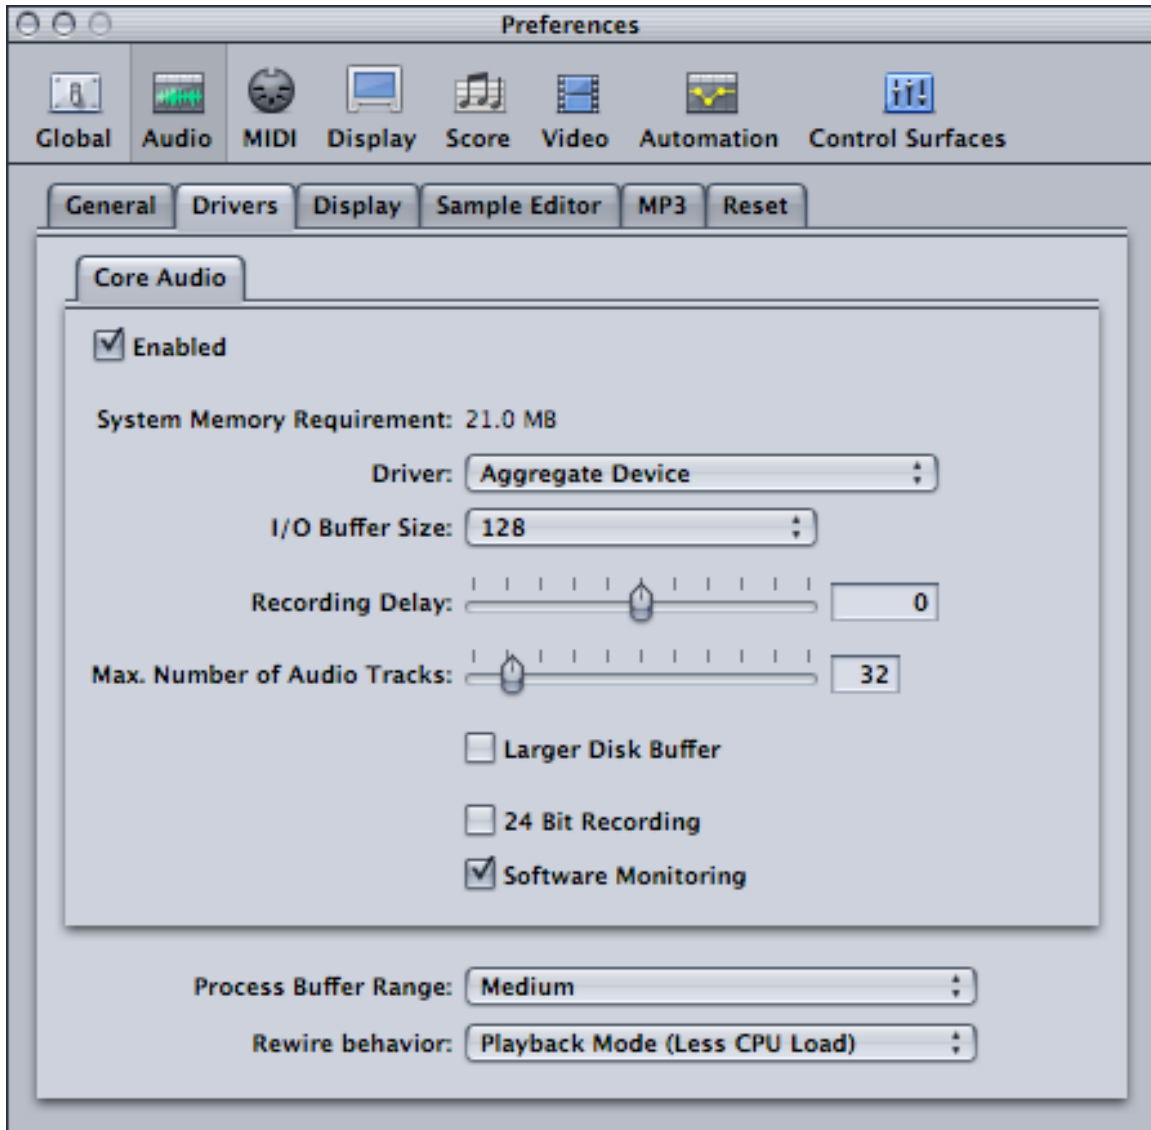 Preferences
Global Audio MIDI Display Score Video Automation Control Surfaces
General Drivers Display Sample Editor MP3 Reset
Core Audio
Enabled
System Memory Requirement: 21.0 MB
Driver: Aggregate Device
I/O Buffer Size: 128
Recording Delay: 0
Max. Number of Audio Tracks: 32
Larger Disk Buffer
24 Bit Recording
Software Monitoring
Process Buffer Range: Medium
Rewire behavior: Playback Mode (Less CPU Load)